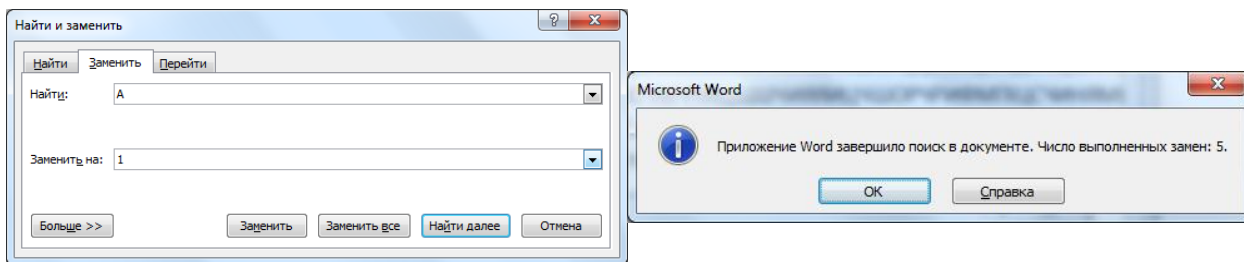 Найти и заменить
Найти Заменить Перейти
Найти: А
Заменить на: 1
Больше >> Заменить Заменить все Найти далее Отмена
Microsoft Word
Приложение Word завершило поиск в документе. Число выполненных замен: 5.
ОК Справка